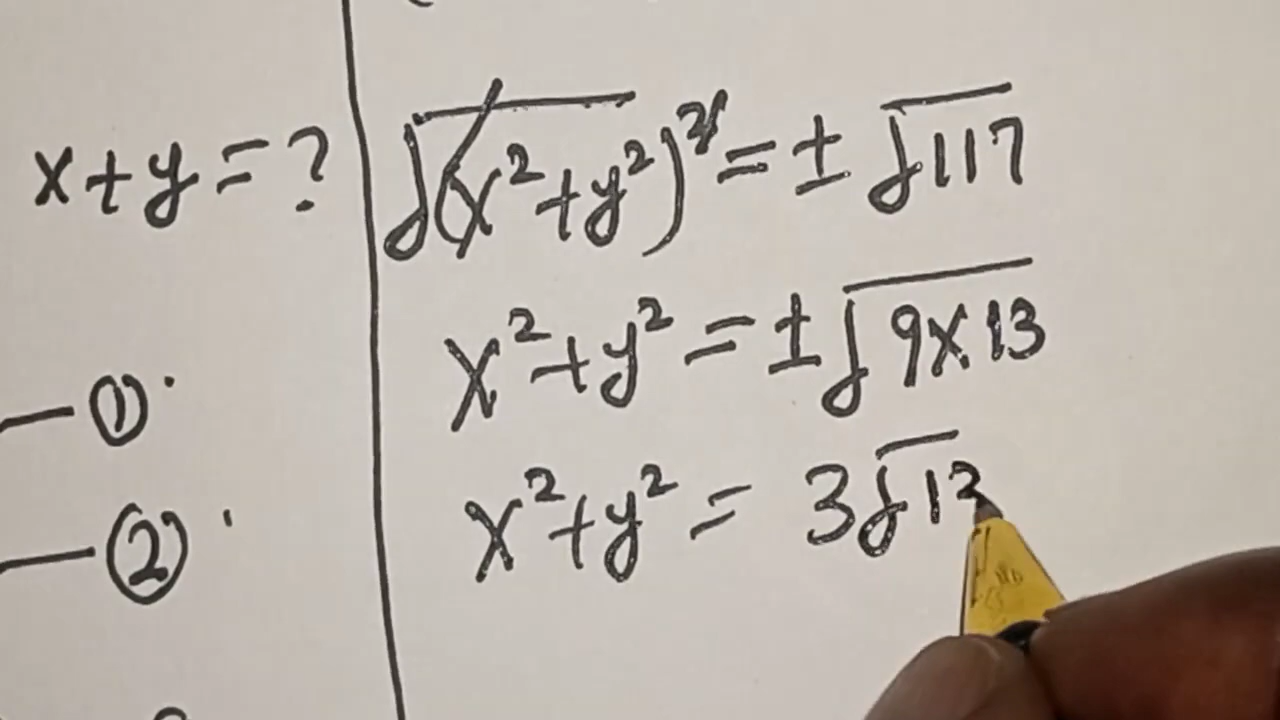 x+y=?
— ①
— ②
√(x²+y²)² = ± √117
x²+y² = ± √9×13
x²+y² = 3√13